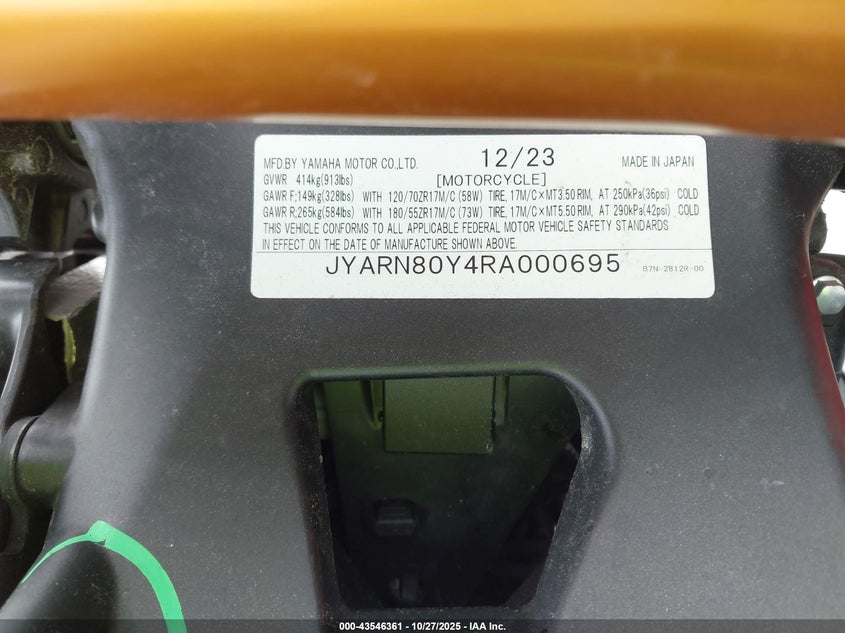 MFD.BY YAMAHA MOTOR CO.,LTD. 12/23 MADE IN JAPAN
GVWR 414kg(913lbs) [MOTORCYCLE]
GAWR F;149kg(328lbs) WITH 120/70ZR17M/C (58W) TIRE, 17M/C×MT3.50 RIM, AT 250kPa(36psi) COLD
GAWR R;265kg(584lbs) WITH 180/55ZR17M/C (73W) TIRE, 17M/C×MT5.50 RIM, AT 290kPa(42psi) COLD
THIS VEHICLE CONFORMS TO ALL APPLICABLE FEDERAL MOTOR VEHICLE SAFETY STANDARDS
IN EFFECT ON THE DATE OF MANUFACTURE SHOWN ABOVE.
JYARN80Y4RA000695 B7N-2812R-00
000-43546361 | 10/27/2025 - IAA Inc.